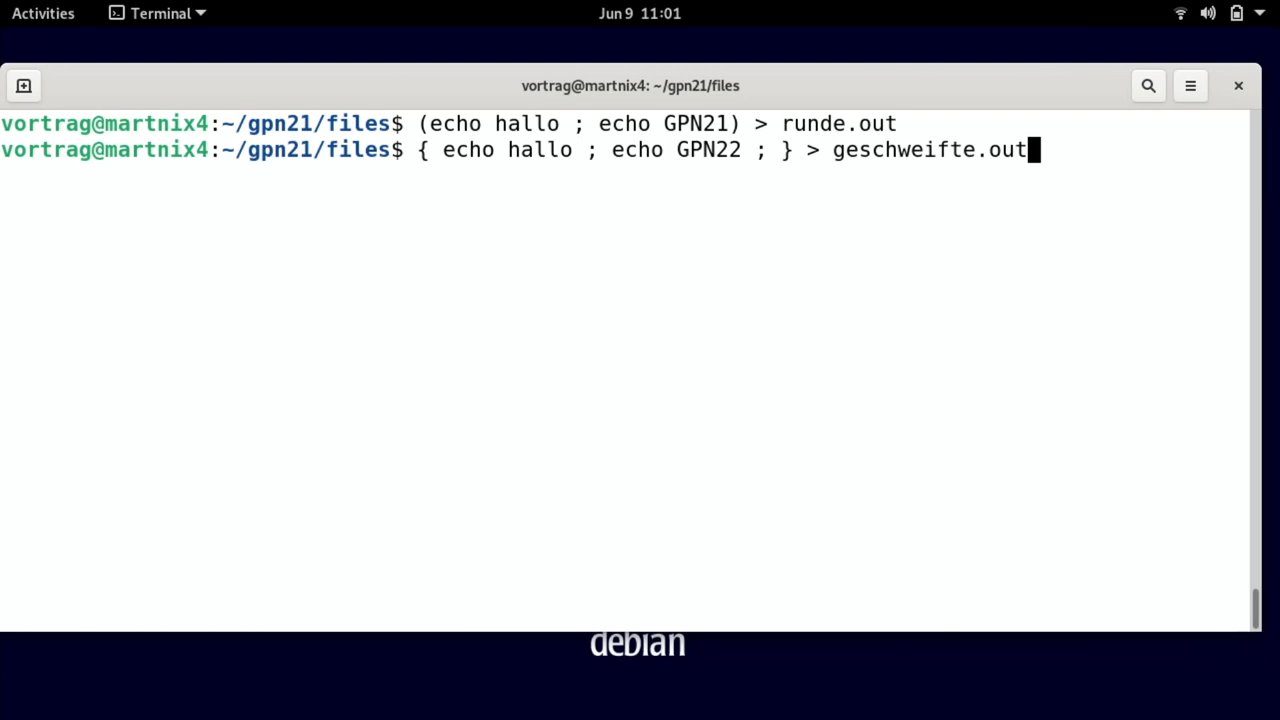 Activities Terminal Jun 9 11:01
vortrag@martnix4: ~/gpn21/files
vortrag@martnix4:~/gpn21/files$ (echo hallo ; echo GPN21) > runde.out
vortrag@martnix4:~/gpn21/files$ { echo hallo ; echo GPN22 ; } > geschweifte.out
debian